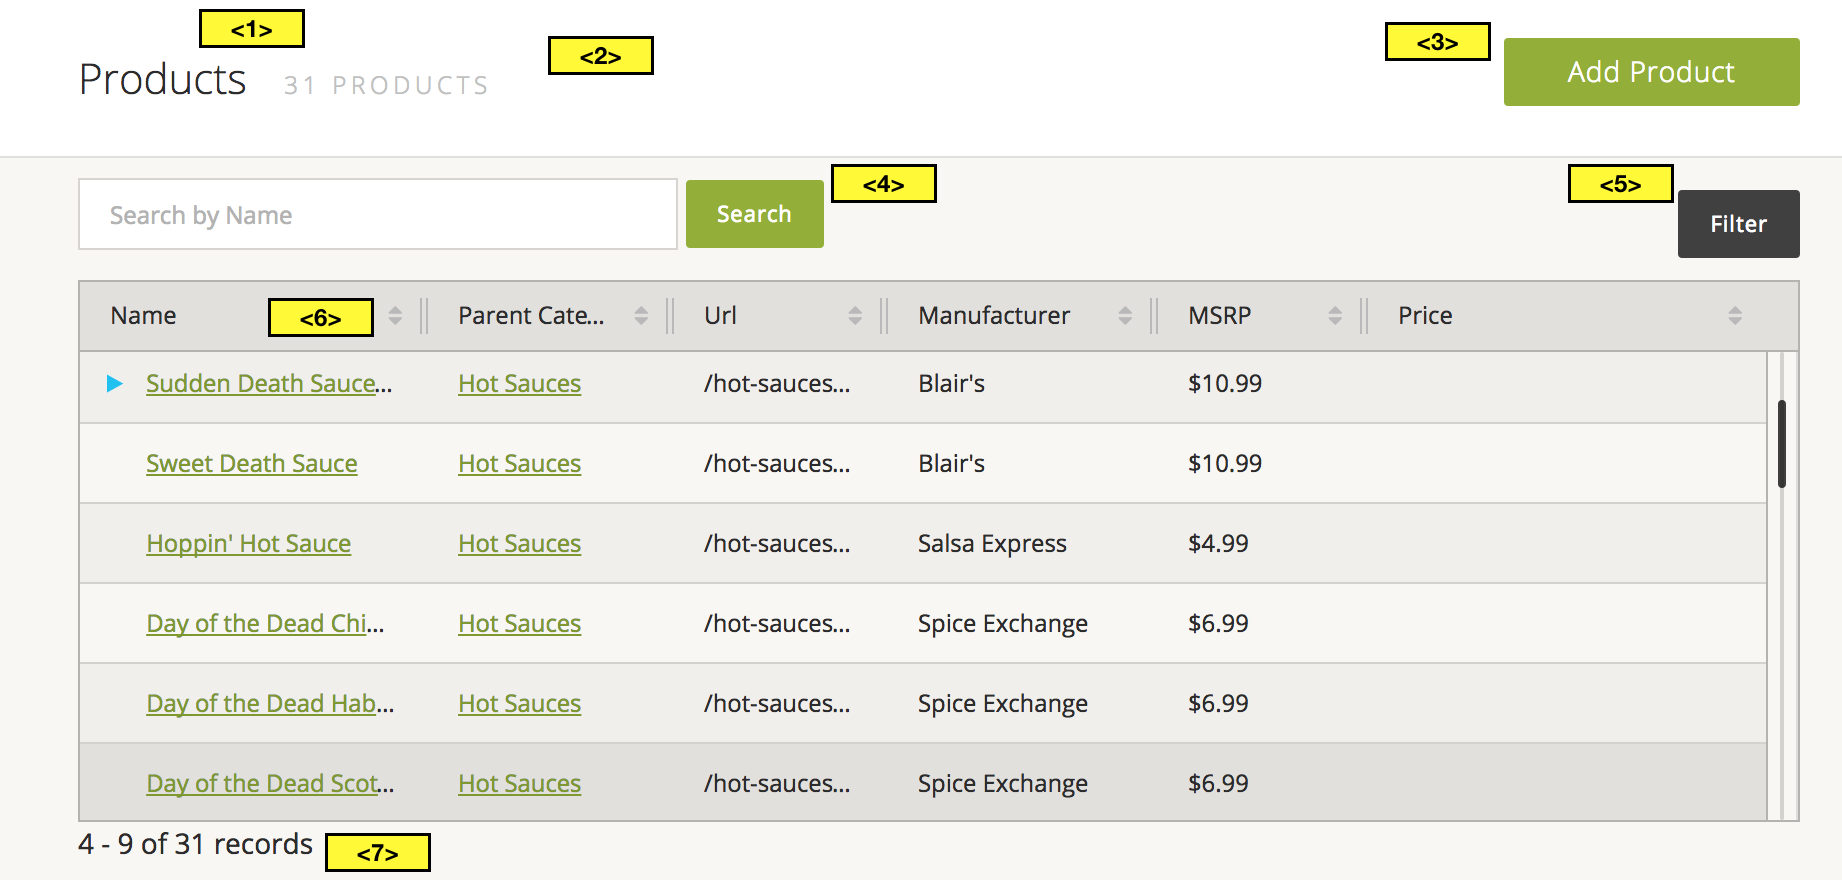 <1>
<2>
<3>
Products 31 PRODUCTS
Add Product
<4>
<5>
Search by Name Search
Filter
Name <6> Parent Cate... Url Manufacturer MSRP Price
Sudden Death Sauce... Hot Sauces /hot-sauces... Blair's $10.99
Sweet Death Sauce Hot Sauces /hot-sauces... Blair's $10.99
Hoppin' Hot Sauce Hot Sauces /hot-sauces... Salsa Express $4.99
Day of the Dead Chi... Hot Sauces /hot-sauces... Spice Exchange $6.99
Day of the Dead Hab... Hot Sauces /hot-sauces... Spice Exchange $6.99
Day of the Dead Scot... Hot Sauces /hot-sauces... Spice Exchange $6.99
4 - 9 of 31 records <7>